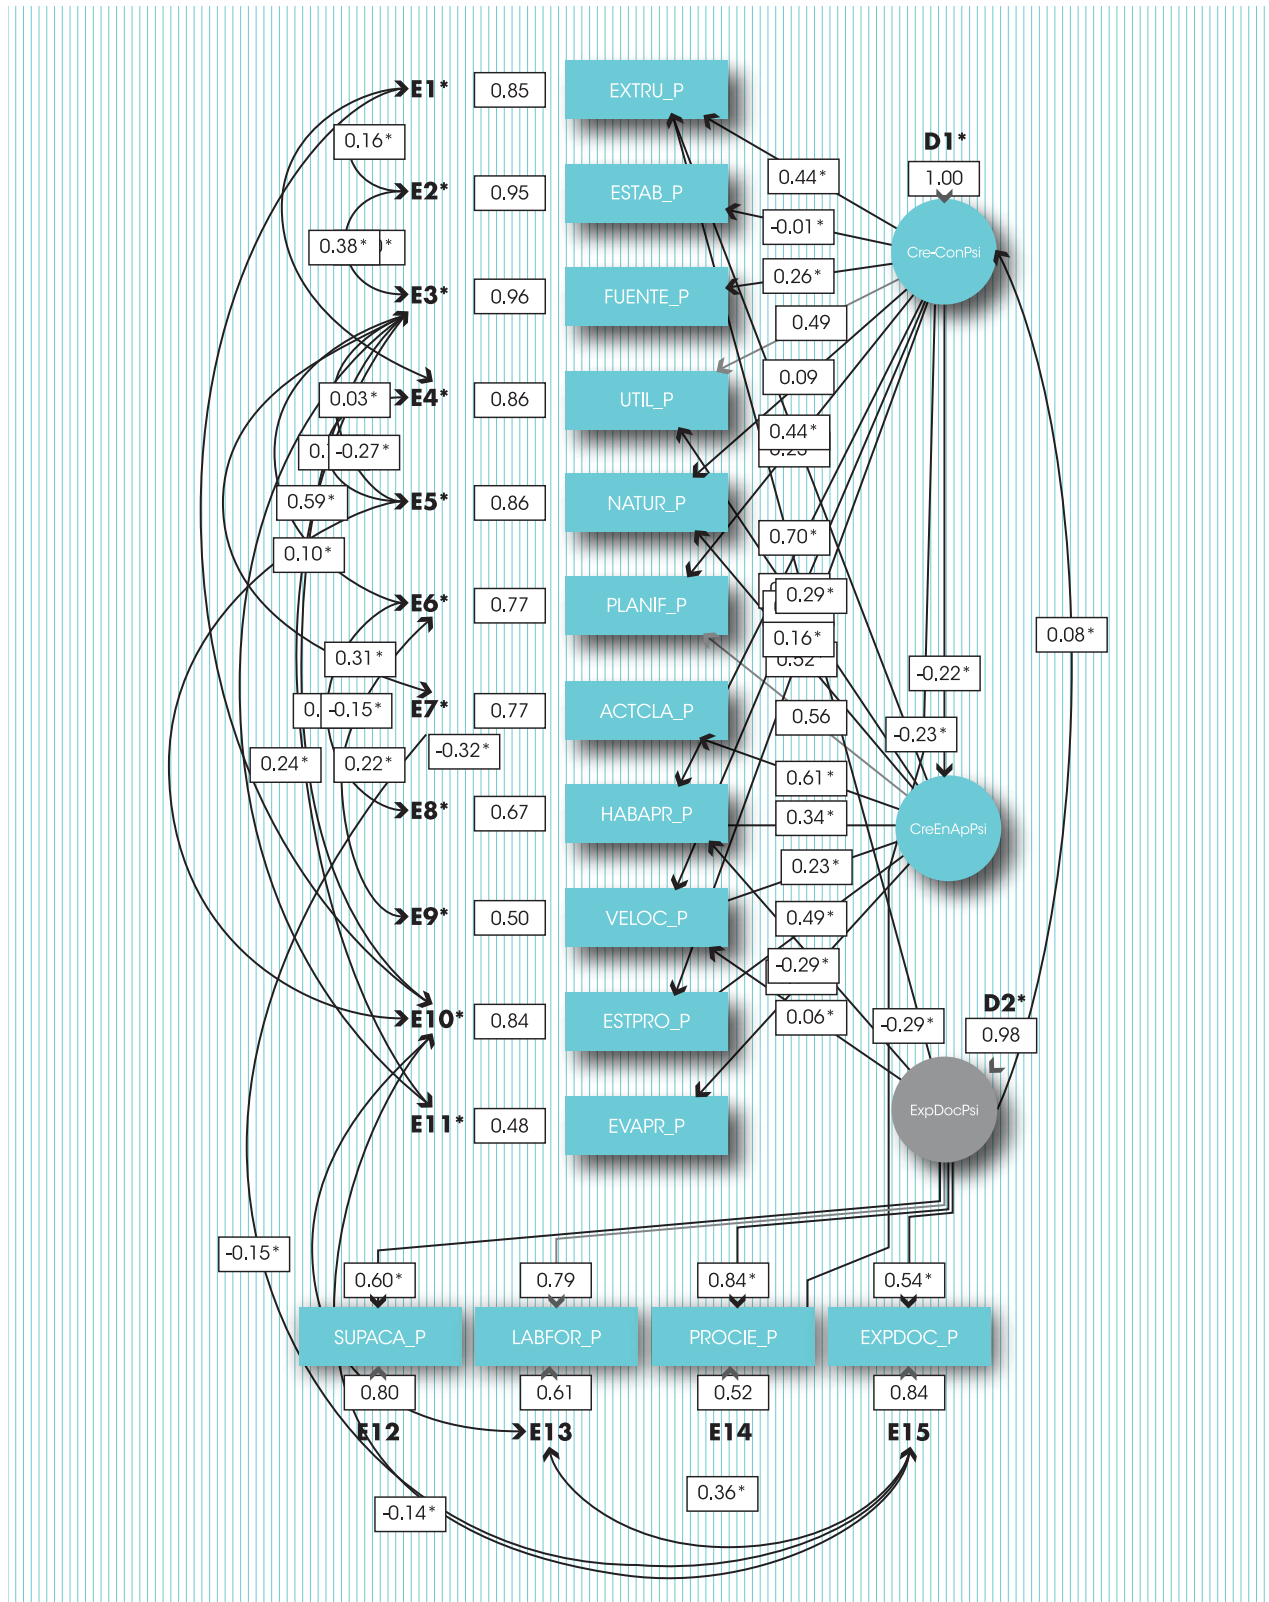 E1* 0.85 EXTRU_P
D1*
0.16* 0.44* 1.00
E2* 0.95 ESTAB_P
-0.01*
0.38* Cre-ConPsi
0.26*
E3* 0.96 FUENTE_P
0.49
0.09
0.03* E4* 0.86 UTIL_P
0.44*
-0.27*
0.59* E5* 0.86 NATUR_P
0.70*
0.10*
0.29*
E6* 0.77 PLANIF_P
0.16* 0.08*
0.31* 0.52
-0.22*
-0.15* E7* 0.77 ACTCLA_P 0.56
-0.23*
-0.32*
0.24* 0.22* 0.61*
E8* 0.67 HABAPR_P 0.34*
CreEnApPsi
0.23*
E9* 0.50 VELOC_P 0.49*
-0.29*
D2*
E10* 0.84 ESTPRO_P 0.06* -0.29* 0.98
E11* 0.48 EVAPR_P ExpDocPsi
-0.15*
0.60* 0.79 0.84* 0.54*
SUPACA_P LABFOR_P PROCIE_P EXPDOC_P
0.80 0.61 0.52 0.84
E12 E13 E14 E15
0.36*
-0.14*